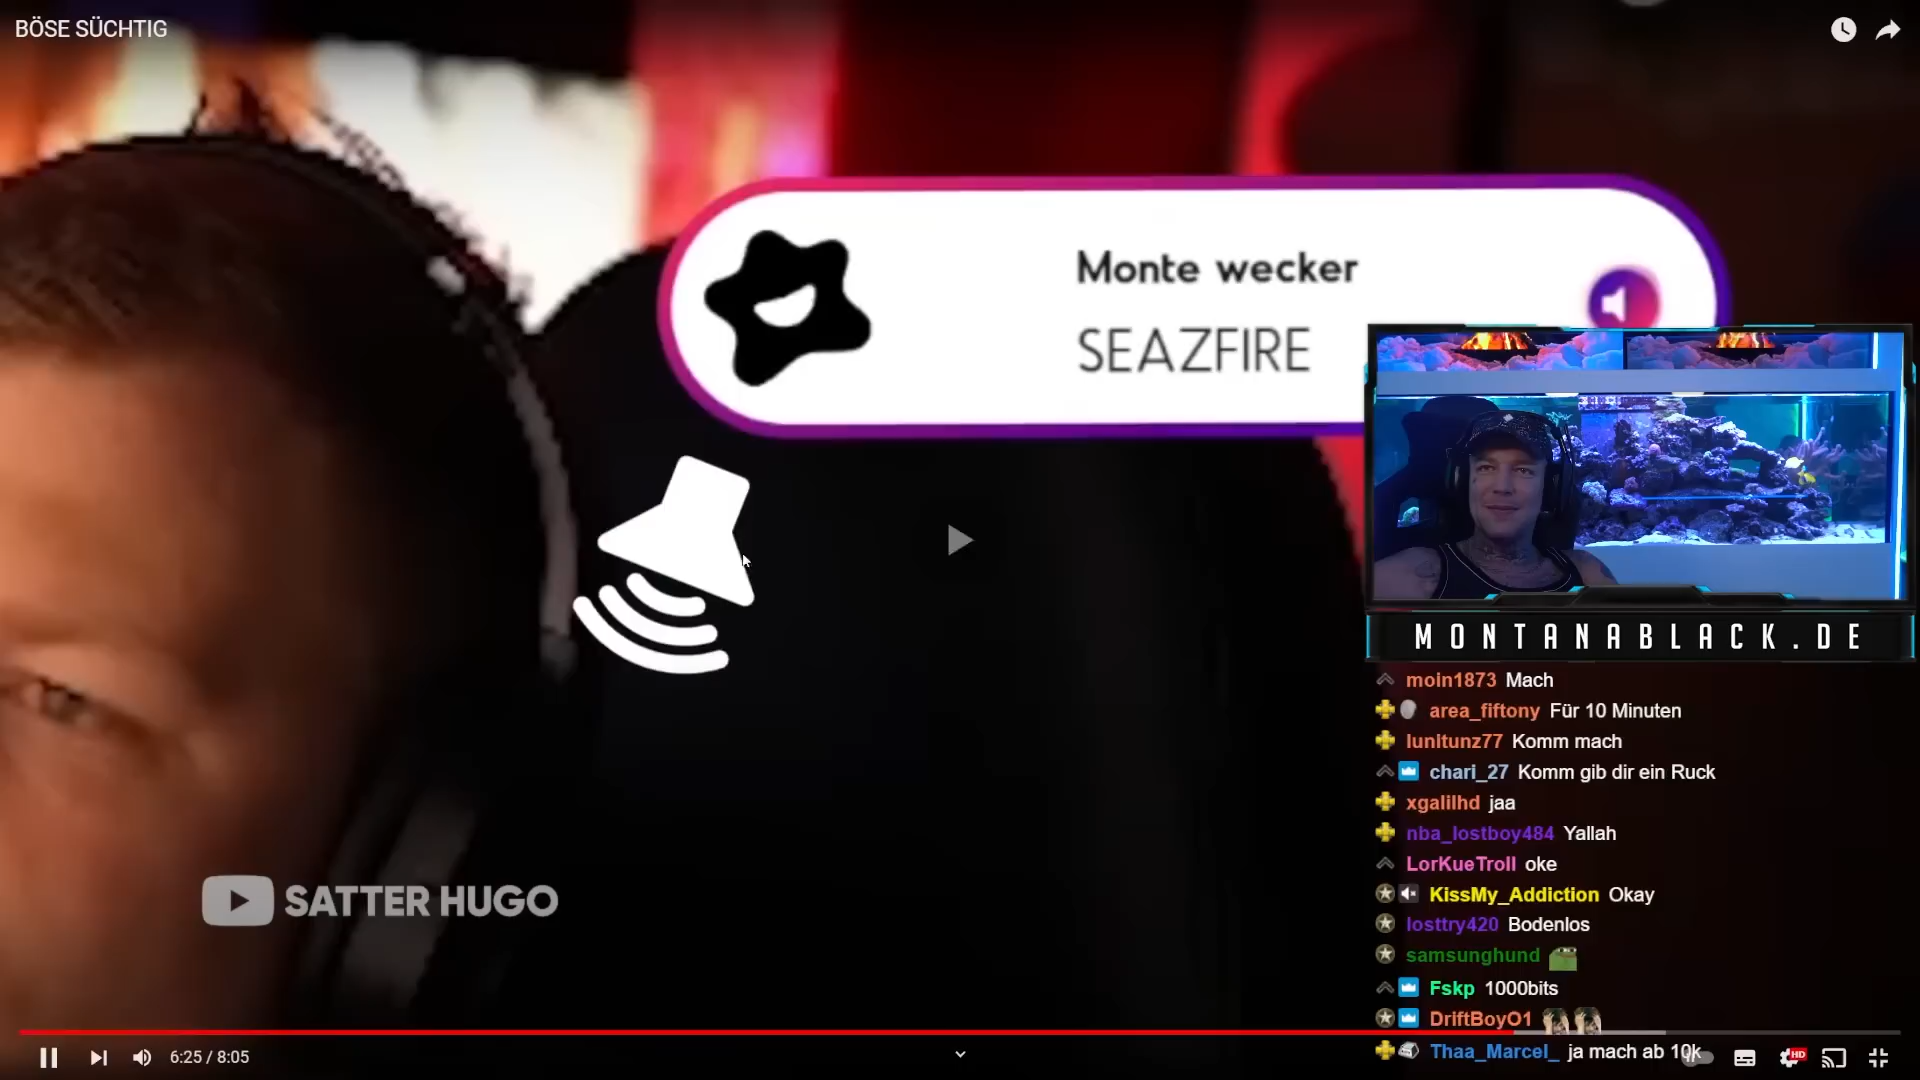 BÖSE SÜCHTIG
Monte wecker
SEAZFIRE
MONTANABLACK.DE
moin1873 Mach
area_fiftony Für 10 Minuten
lunitunz77 Komm mach
chari_27 Komm gib dir ein Ruck
xgalilhd jaa
nba_lostboy484 Yallah
LorKueTroll oke
KissMy_Addiction Okay
losttry420 Bodenlos
samsunghund
Fskp 1000bits
DriftBoyO1
Thaa_Marcel_ ja mach ab 10k
SATTER HUGO
6:25 / 8:05
HD